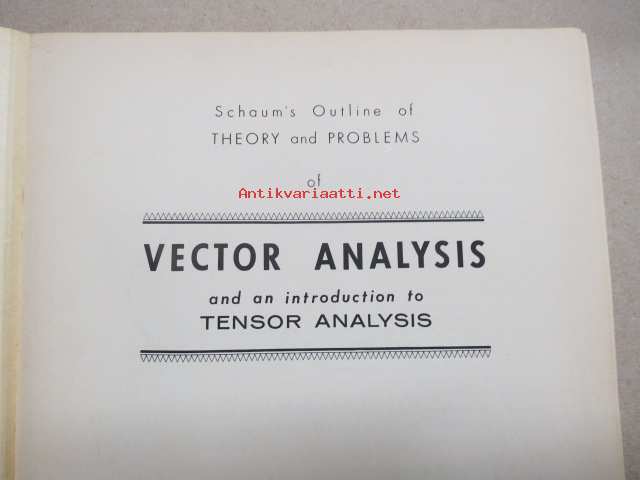 Schaum's Outline of
THEORY and PROBLEMS
of
Antikvariaatti.net
VECTOR ANALYSIS
and an introduction to
TENSOR ANALYSIS